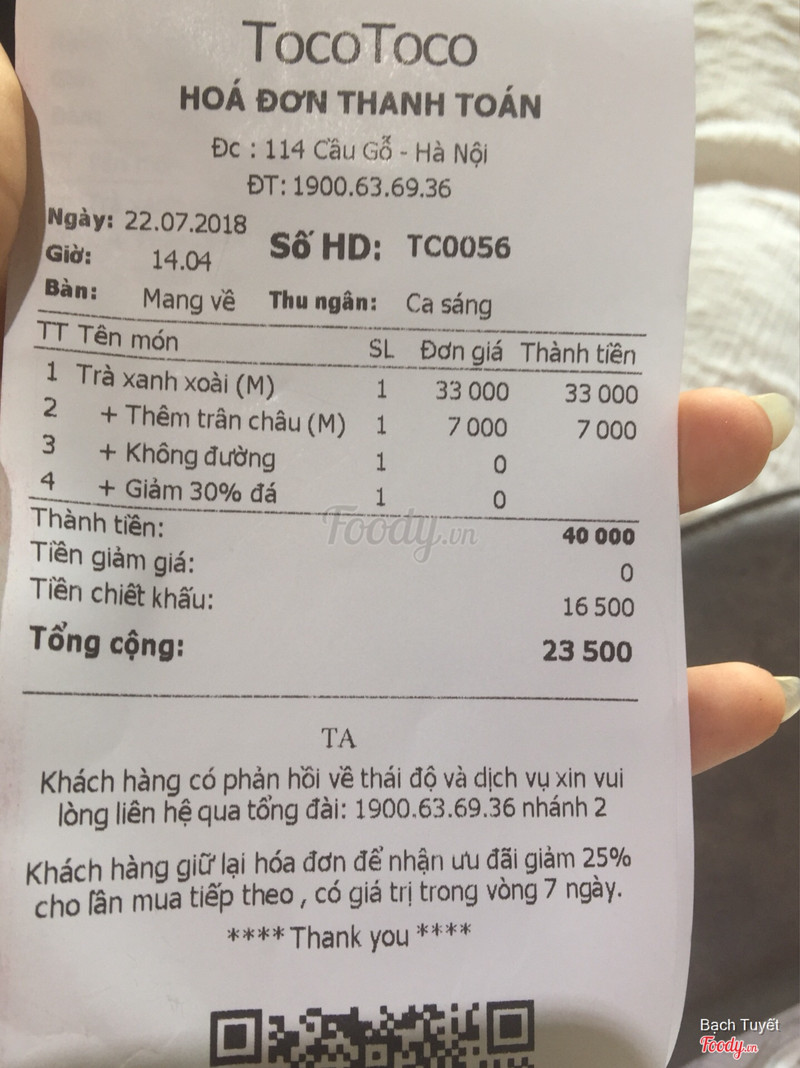 TocoToco
HOÁ ĐƠN THANH TOÁN
Đc : 114 Cầu Gỗ - Hà Nội
ĐT: 1900.63.69.36
Ngày: 22.07.2018
Giờ: 14.04 Số HD: TC0056
Bàn: Mang về Thu ngân: Ca sáng
TT Tên món SL Đơn giá Thành tiền
1 Trà xanh xoài (M) 1 33 000 33 000
2 + Thêm trân châu (M) 1 7 000 7 000
3 + Không đường 1 0
4 + Giảm 30% đá 1 0
Thành tiền: 40 000
Tiền giảm giá: 0
Tiền chiết khấu: 16 500
Tổng cộng: 23 500
Foody.vn
TA
Khách hàng có phản hồi về thái độ và dịch vụ xin vui
lòng liên hệ qua tổng đài: 1900.63.69.36 nhánh 2
Khách hàng giữ lại hóa đơn để nhận ưu đãi giảm 25%
cho lần mua tiếp theo , có giá trị trong vòng 7 ngày.
**** Thank you ****
Bạch Tuyết
Foody.vn